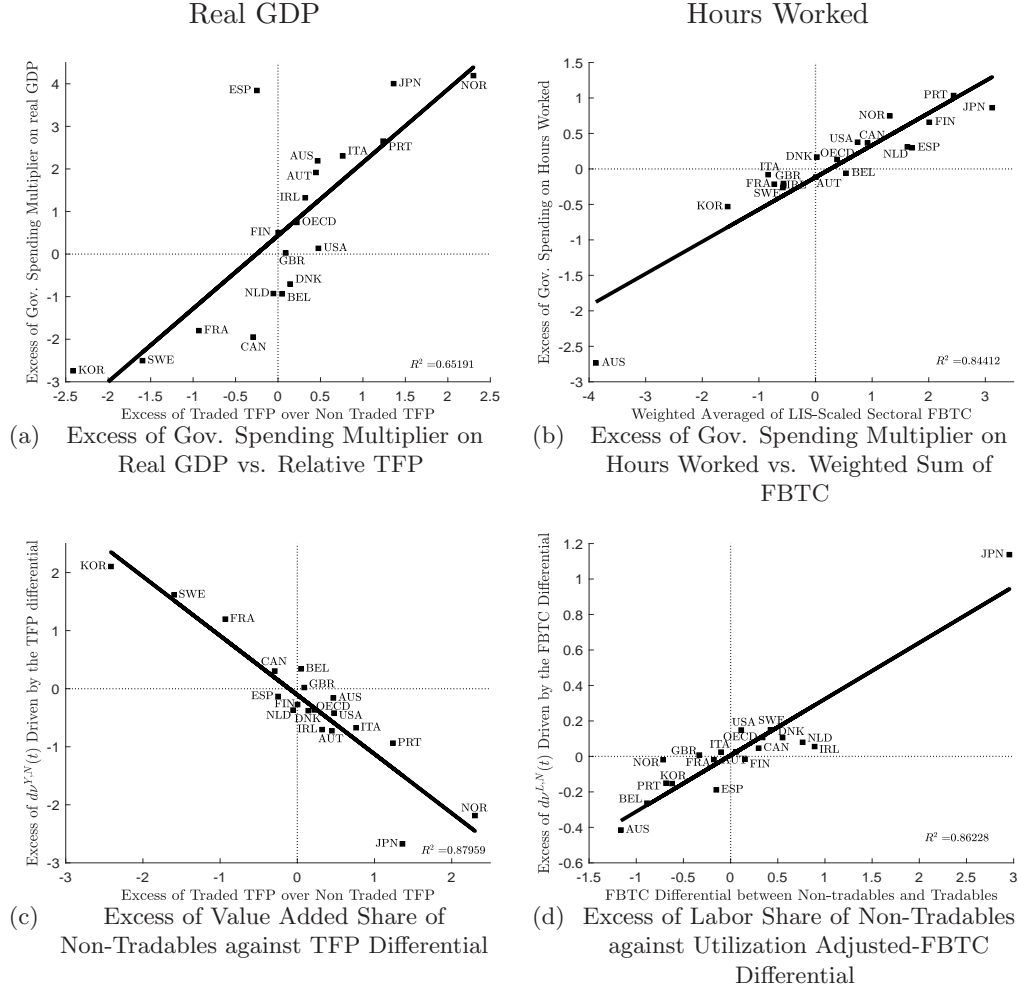 Real GDP
Hours Worked
Excess of Gov. Spending Multiplier on real GDP
4
3
2
1
0
-1
-2
-3
ESP
JPN
NOR
PRT
ITA
AUS
AUT
IRL
OECD
FIN
USA
GBR
DNK
NLD
BEL
FRA
CAN
SWE
KOR
R² =0.65191
-2.5 -2 -1.5 -1 -0.5 0 0.5 1 1.5 2 2.5
Excess of Traded TFP over Non Traded TFP
(a) Excess of Gov. Spending Multiplier on
Real GDP vs. Relative TFP
Excess of Gov. Spending on Hours Worked
1.5
1
0.5
0
-0.5
-1
-1.5
-2
-2.5
-3
PRT
JPN
NOR
FIN
USA
CAN
NLD
ESP
DNK
OECD
ITA
GBR
FRA
IRL
SWE
AUT
BEL
KOR
AUS
R² =0.84412
-4 -3 -2 -1 0 1 2 3
Weighted Averaged of LIS-Scaled Sectoral FBTC
(b) Excess of Gov. Spending Multiplier on
Hours Worked vs. Weighted Sum of
FBTC
Excess of dν^{Y,N}(t) Driven by the TFP differential
2
1
0
-1
-2
-3
KOR
SWE
FRA
CAN
BEL
GBR
ESP
AUS
FIN
OECD
NLD
DNK
USA
IRL
ITA
AUT
PRT
NOR
JPN
R² =0.87959
-3 -2 -1 0 1 2
Excess of Traded TFP over Non Traded TFP
(c) Excess of Value Added Share of
Non-Tradables against TFP Differential
Excess of dν^{L,N}(t) Driven by the FBTC Differential
1.2
1
0.8
0.6
0.4
0.2
0
-0.2
-0.4
-0.6
JPN
USA
SWE
OECD
DNK
NLD
ITA
CAN
IRL
GBR
NOR
FRA
AUT
FIN
KOR
PRT
ESP
BEL
AUS
R² =0.86228
-1.5 -1 -0.5 0 0.5 1 1.5 2 2.5 3
FBTC Differential between Non-tradables and Tradables
(d) Excess of Labor Share of Non-Tradables
against Utilization Adjusted-FBTC
Differential